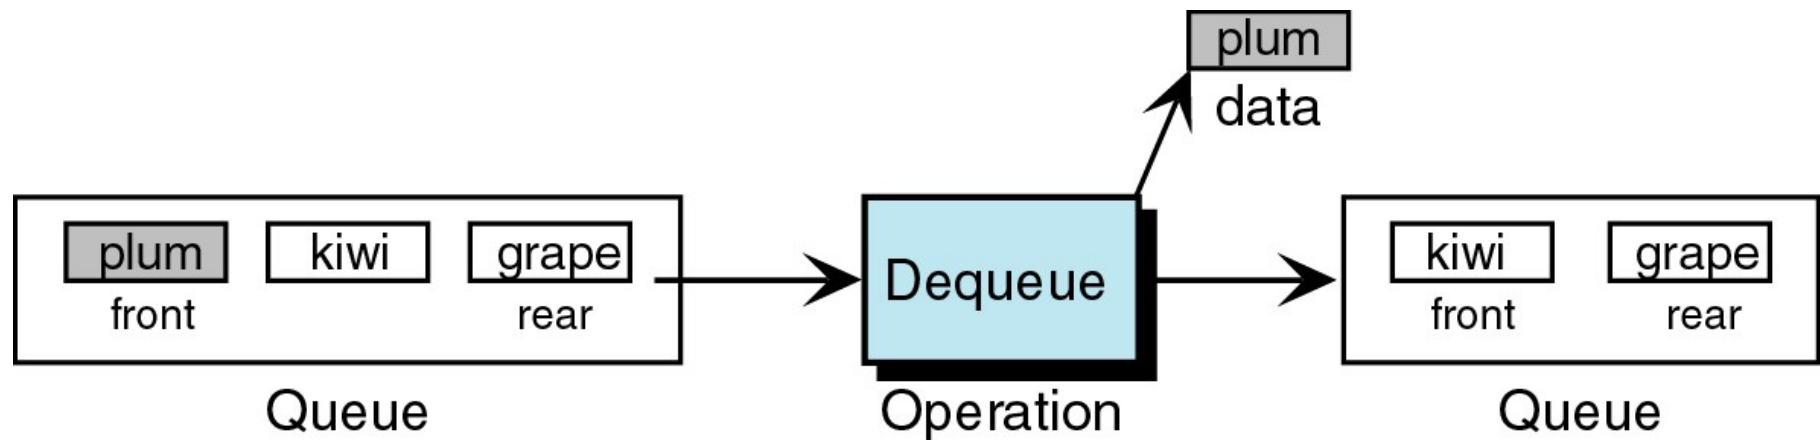 plum
data
plum kiwi grape
front rear
Queue
Dequeue
Operation
kiwi grape
front rear
Queue